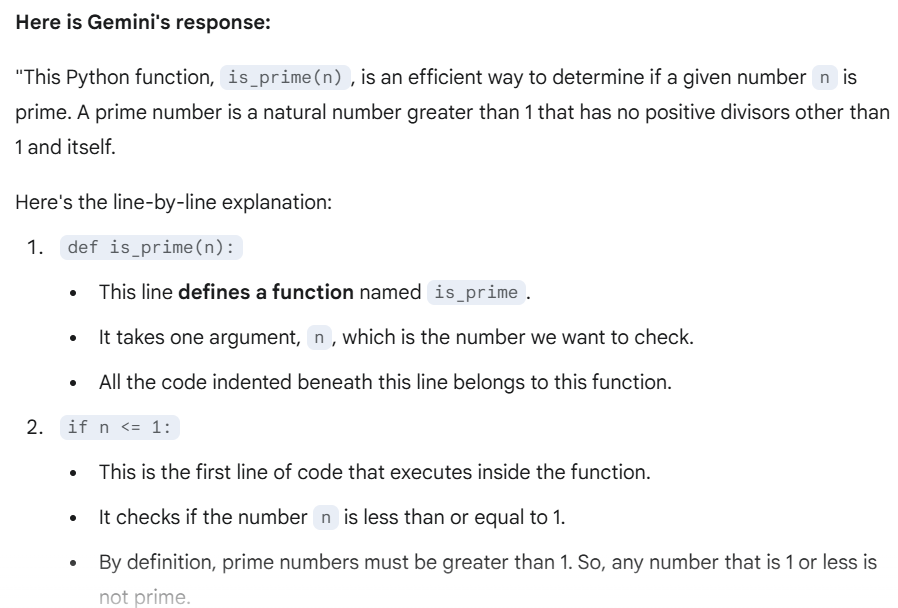 Here is Gemini's response:
"This Python function, is_prime(n), is an efficient way to determine if a given number n is
prime. A prime number is a natural number greater than 1 that has no positive divisors other than
1 and itself.
Here's the line-by-line explanation:
1. def is_prime(n):
• This line defines a function named is_prime.
• It takes one argument, n, which is the number we want to check.
• All the code indented beneath this line belongs to this function.
2. if n <= 1:
• This is the first line of code that executes inside the function.
• It checks if the number n is less than or equal to 1.
• By definition, prime numbers must be greater than 1. So, any number that is 1 or less is
not prime.